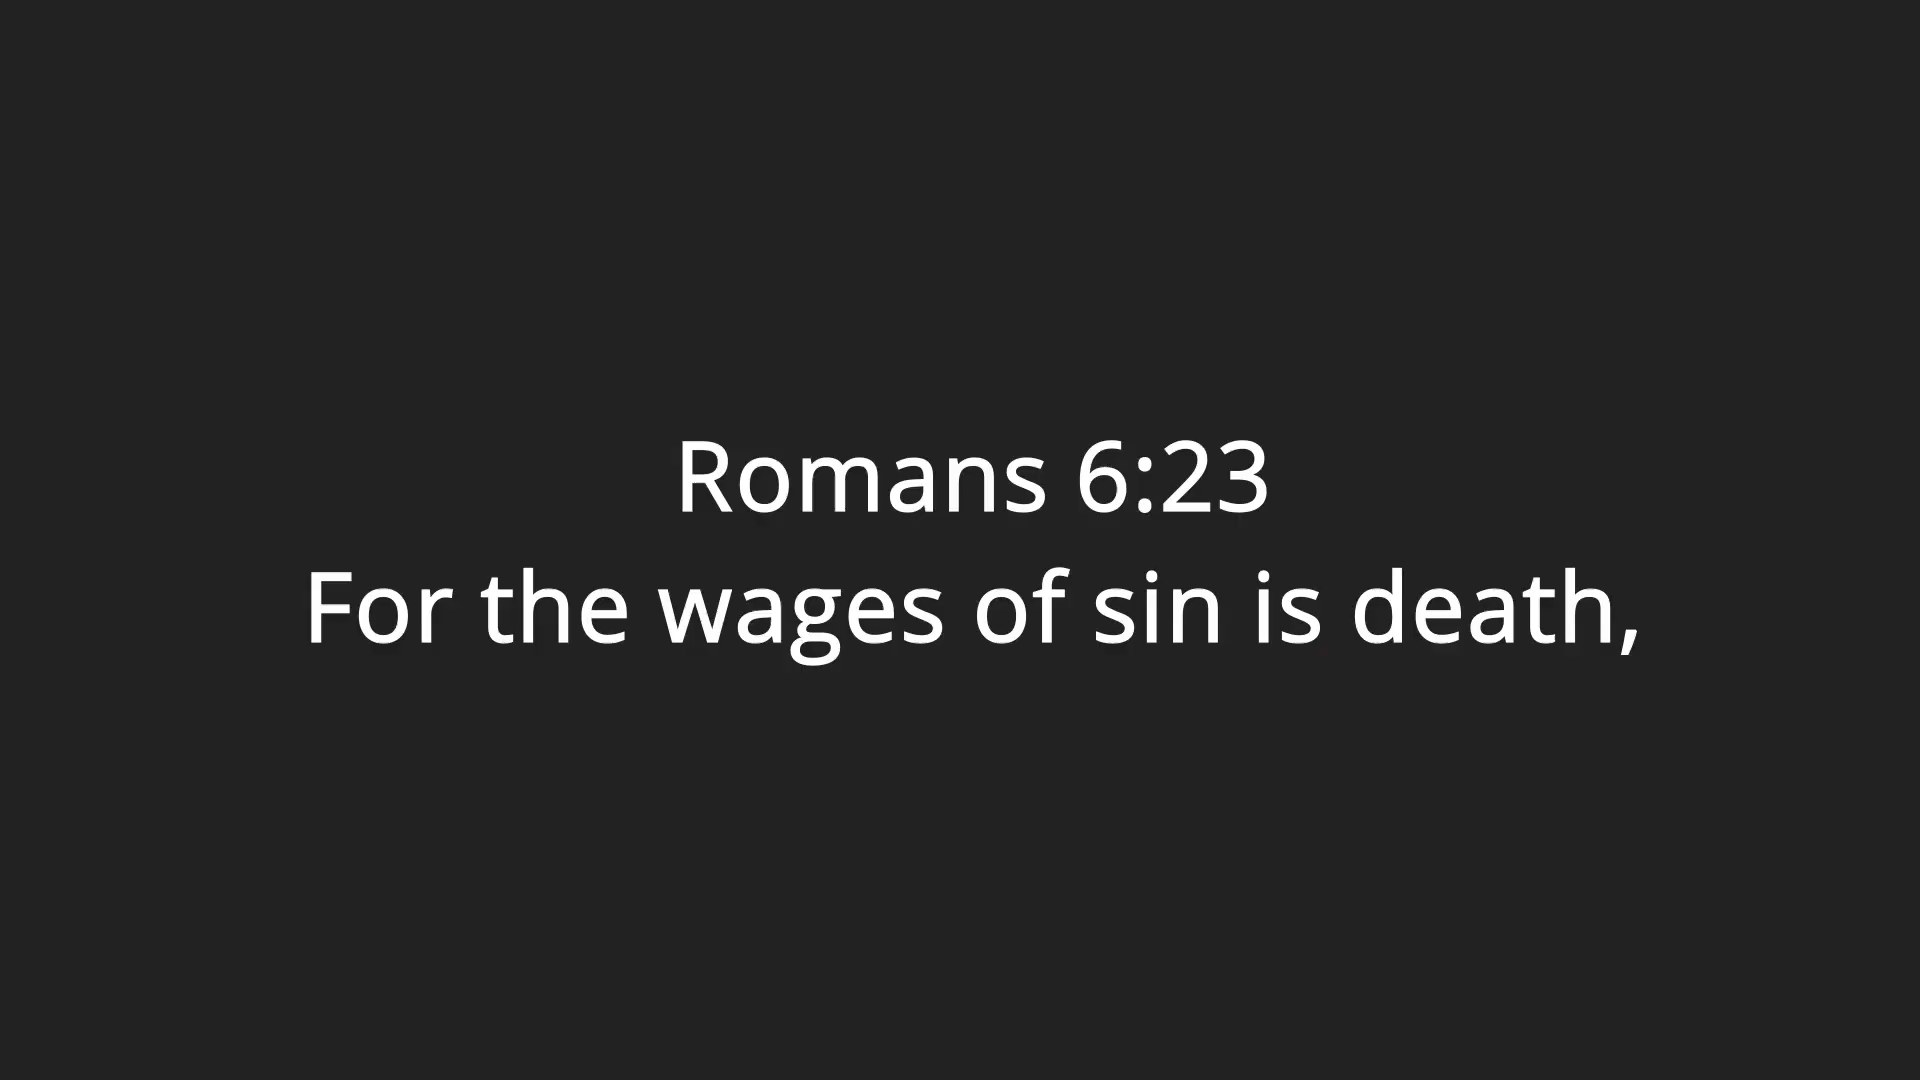 Romans 6:23
For the wages of sin is death,